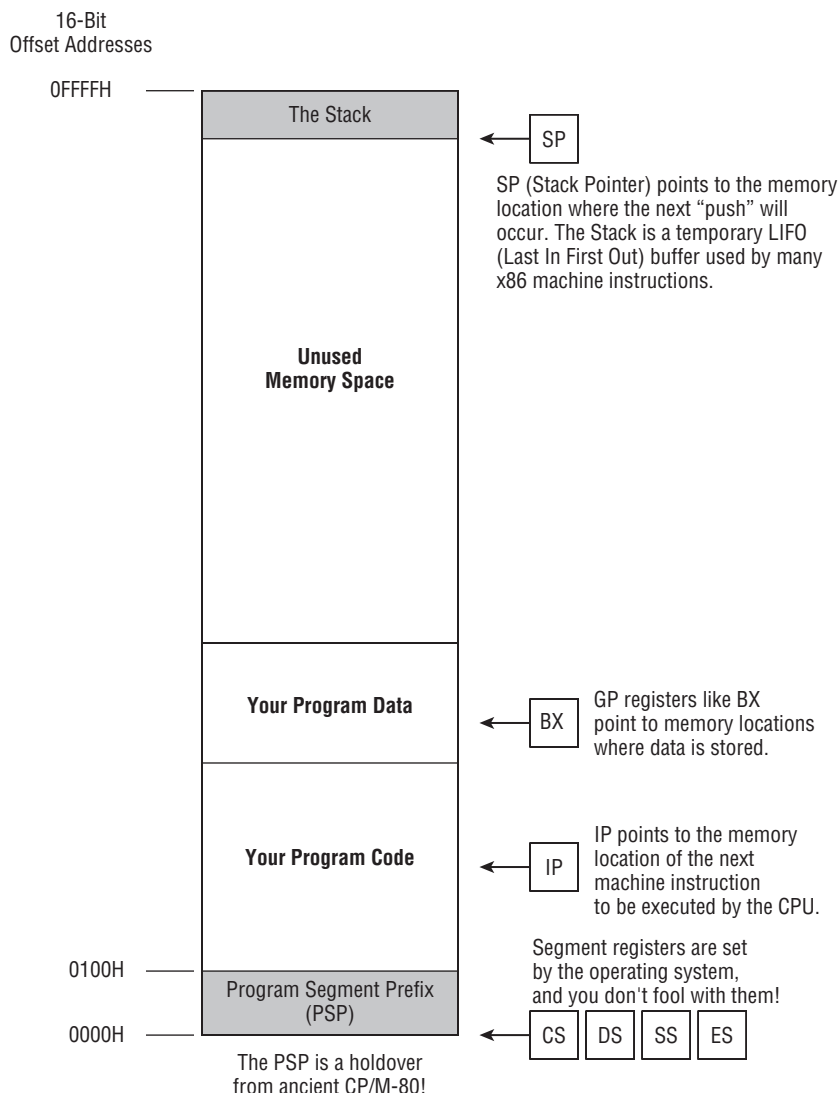 16-Bit
Offset Addresses
0FFFFH
The Stack
SP
SP (Stack Pointer) points to the memory
location where the next “push” will
occur. The Stack is a temporary LIFO
(Last In First Out) buffer used by many
x86 machine instructions.
Unused
Memory Space
Your Program Data
BX
GP registers like BX
point to memory locations
where data is stored.
Your Program Code
IP
IP points to the memory
location of the next
machine instruction
to be executed by the CPU.
Segment registers are set
by the operating system,
and you don't fool with them!
0100H
Program Segment Prefix
(PSP)
0000H
CS DS SS ES
The PSP is a holdover
from ancient CP/M-80!